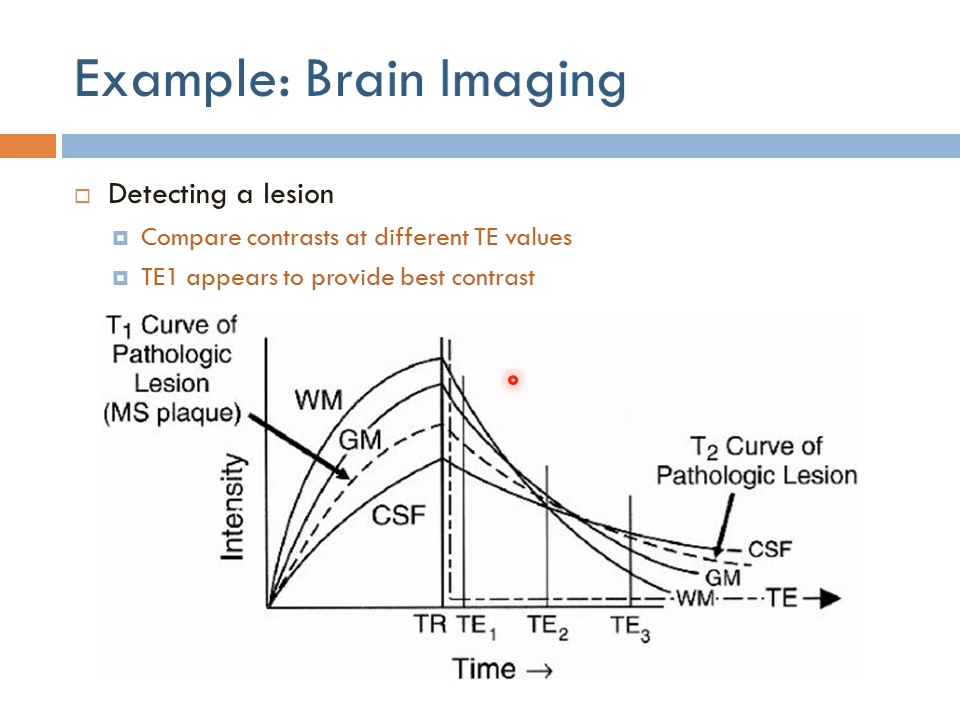 Example: Brain Imaging
Detecting a lesion
Compare contrasts at different TE values
TE1 appears to provide best contrast
T₁ Curve of
Pathologic
Lesion
(MS plaque)
WM
GM
CSF
Intensity
T₂ Curve of
Pathologic Lesion
CSF
GM
WM
TE
TR TE₁ TE₂ TE₃
Time →